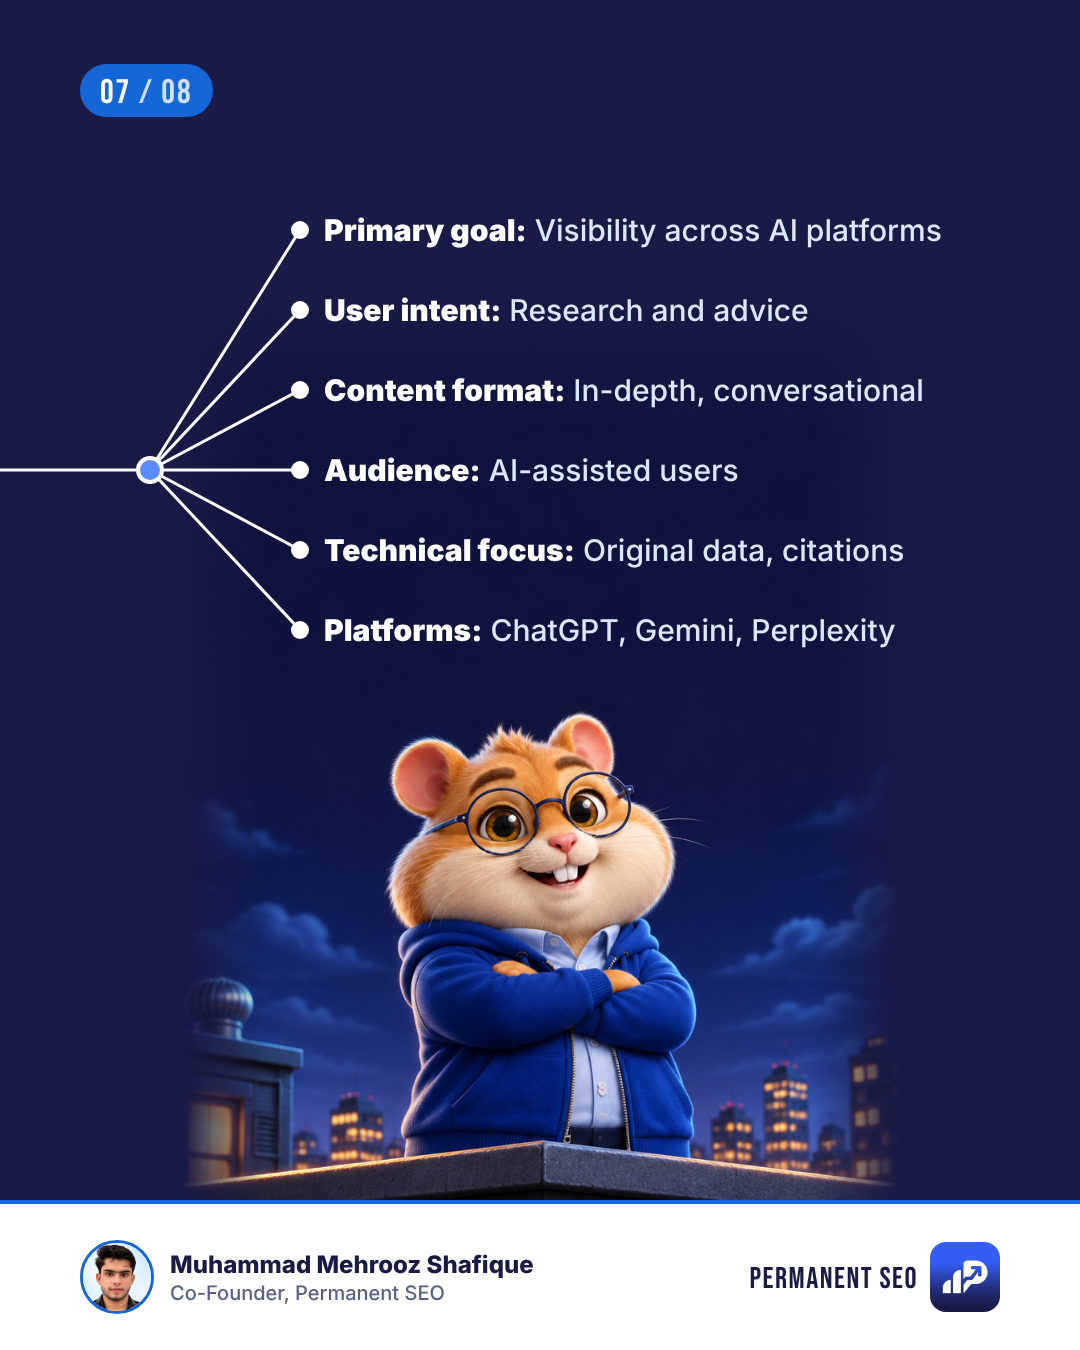 07 / 08
Primary goal: Visibility across AI platforms
User intent: Research and advice
Content format: In-depth, conversational
Audience: AI-assisted users
Technical focus: Original data, citations
Platforms: ChatGPT, Gemini, Perplexity
Muhammad Mehrooz Shafique
Co-Founder, Permanent SEO
PERMANENT SEO